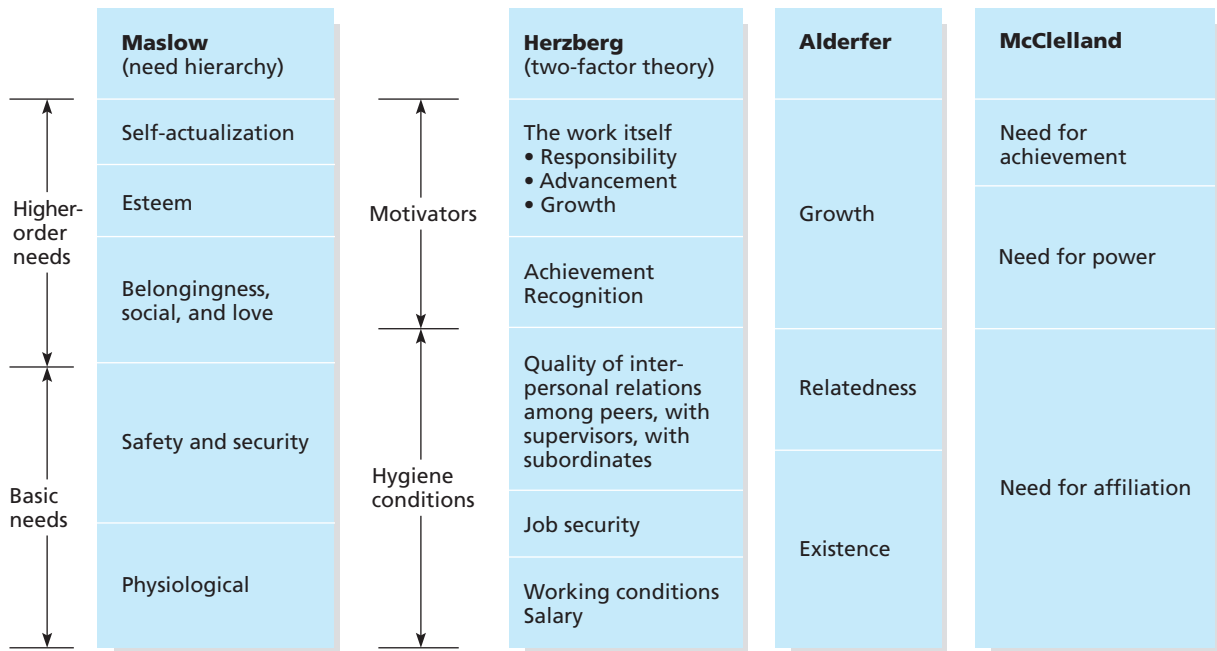 Maslow
(need hierarchy)
Higher-
order
needs
Basic
needs
Self-actualization
Esteem
Belongingness,
social, and love
Safety and security
Physiological
Motivators
Hygiene
conditions
Herzberg
(two-factor theory)
The work itself
• Responsibility
• Advancement
• Growth
Achievement
Recognition
Quality of inter-
personal relations
among peers, with
supervisors, with
subordinates
Job security
Working conditions
Salary
Alderfer
Growth
Relatedness
Existence
McClelland
Need for
achievement
Need for power
Need for affiliation